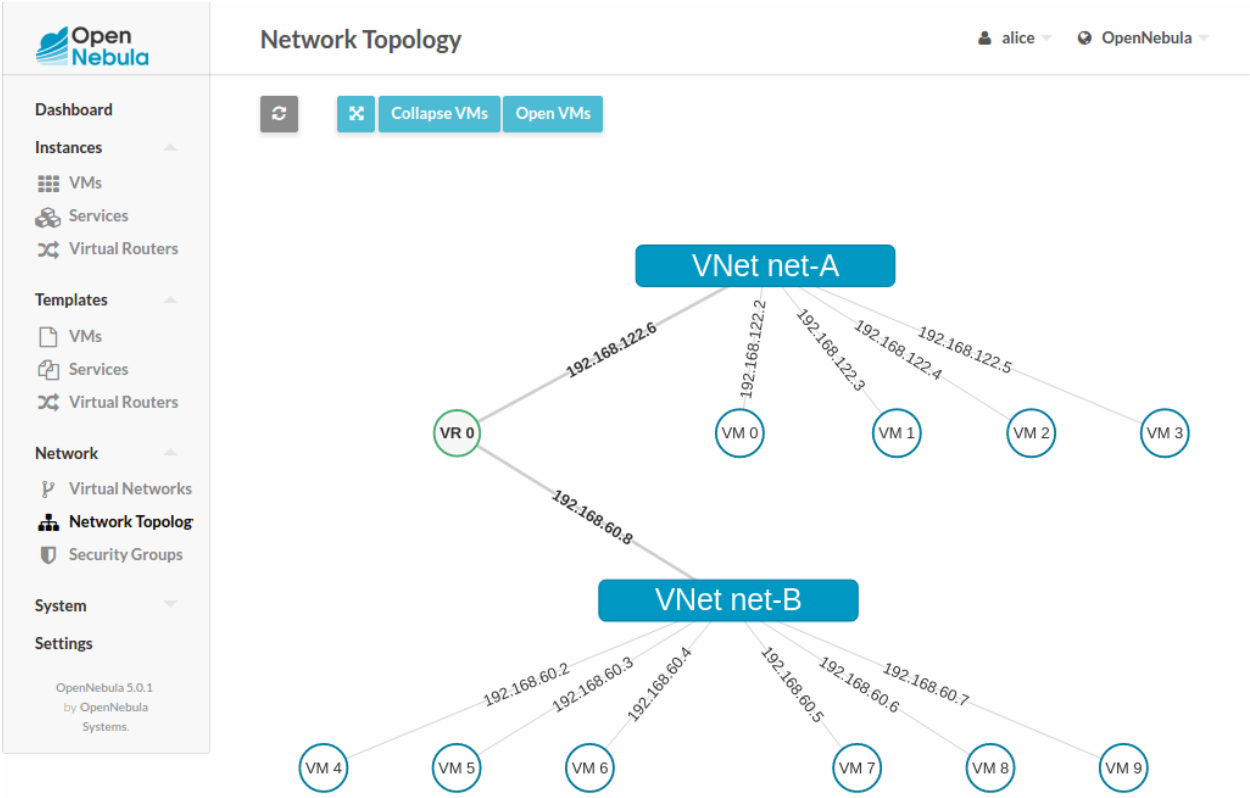 Open
Nebula
Network Topology
alice
OpenNebula
Dashboard
Instances
VMs
Services
Virtual Routers
Templates
VMs
Services
Virtual Routers
Network
Virtual Networks
Network Topolog
Security Groups
System
Settings
OpenNebula 5.0.1
by OpenNebula
Systems.
Collapse VMs
Open VMs
VNet net-A
192.168.122.6
192.168.122.2
192.168.122.3
192.168.122.4
192.168.122.5
VR 0
VM 0
VM 1
VM 2
VM 3
192.168.60.8
VNet net-B
192.168.60.2
192.168.60.3
192.168.60.4
192.168.60.5
192.168.60.6
192.168.60.7
VM 4
VM 5
VM 6
VM 7
VM 8
VM 9